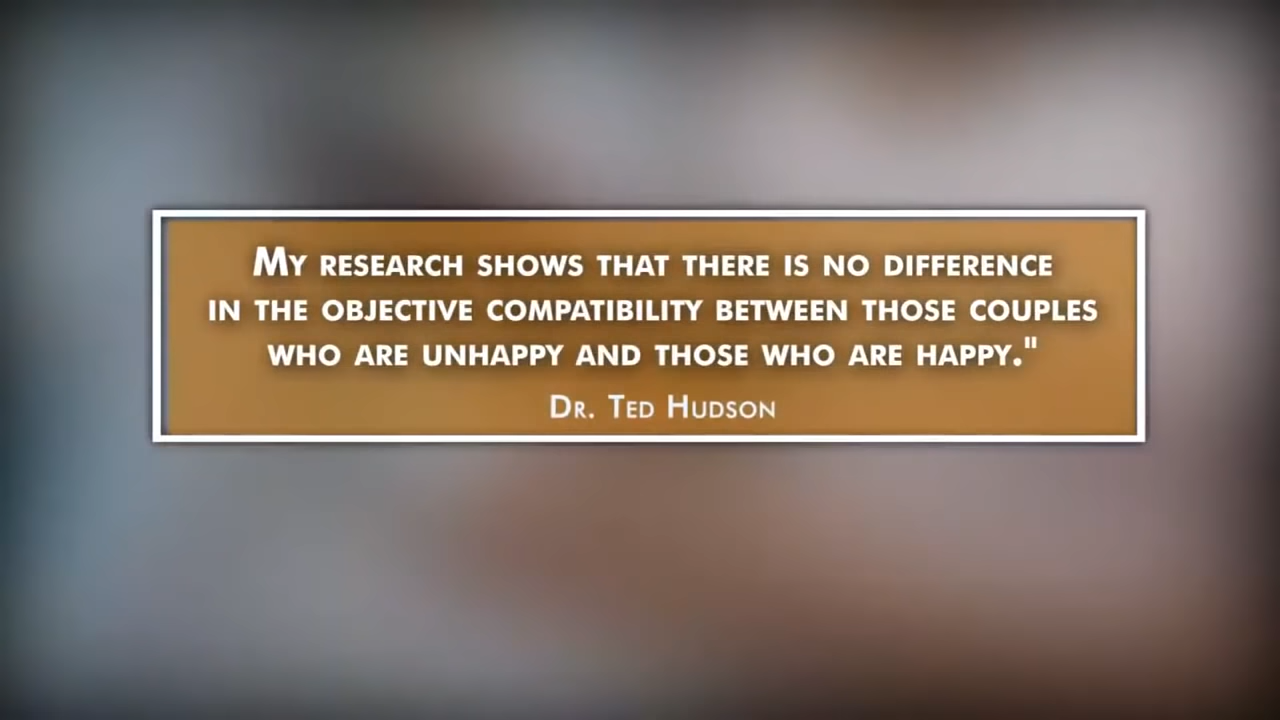 My research shows that there is no difference
in the objective compatibility between those couples
who are unhappy and those who are happy."
Dr. Ted Hudson